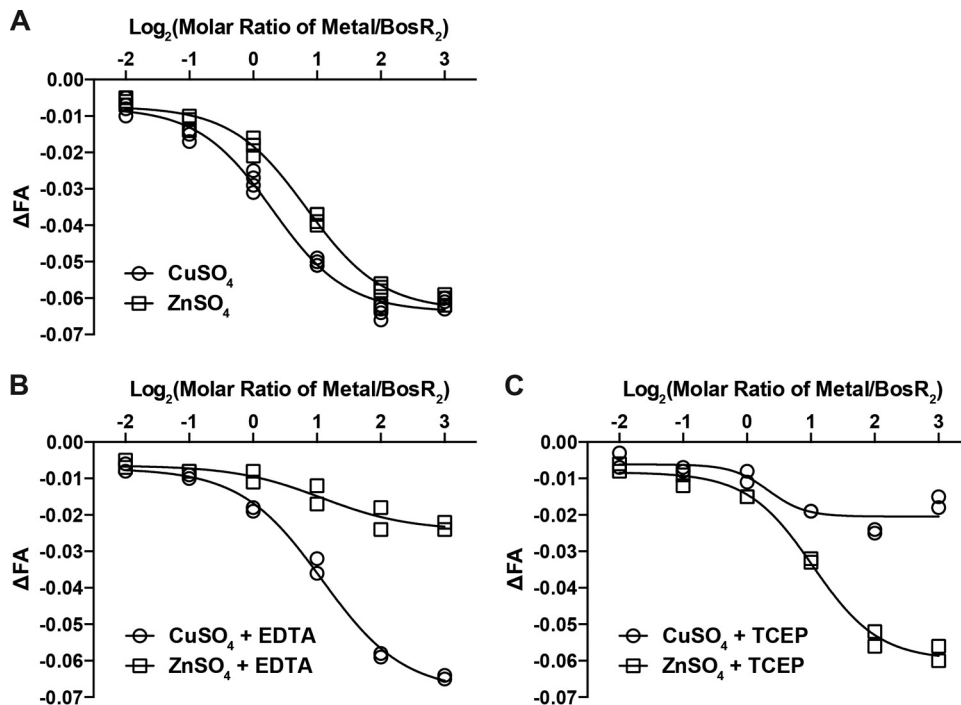 A
Log₂(Molar Ratio of Metal/BosR₂)
-2 -1 0 1 2 3
0.00
-0.01
-0.02
-0.03
-0.04
-0.05
-0.06
-0.07
ΔFA
CuSO₄
ZnSO₄
B
Log₂(Molar Ratio of Metal/BosR₂)
-2 -1 0 1 2 3
0.00
-0.01
-0.02
-0.03
-0.04
-0.05
-0.06
-0.07
ΔFA
CuSO₄ + EDTA
ZnSO₄ + EDTA
C
Log₂(Molar Ratio of Metal/BosR₂)
-2 -1 0 1 2 3
0.00
-0.01
-0.02
-0.03
-0.04
-0.05
-0.06
-0.07
ΔFA
CuSO₄ + TCEP
ZnSO₄ + TCEP